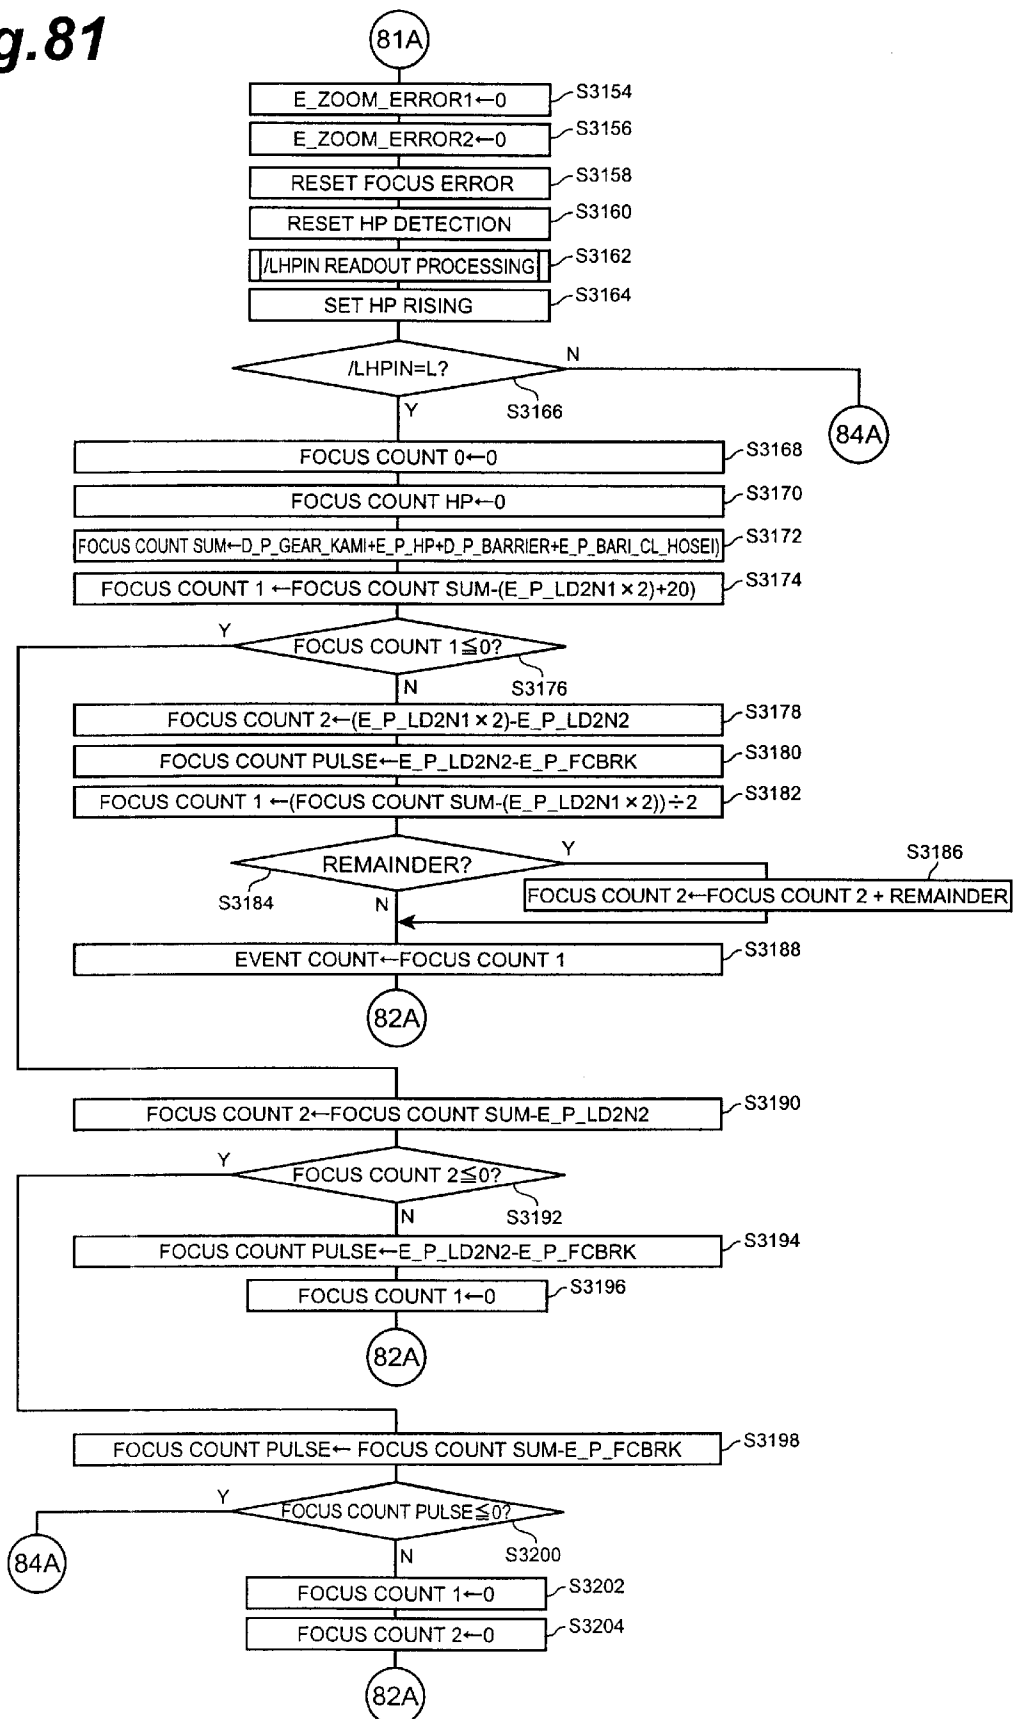 g.81
81A
E_ZOOM_ERROR1←0
S3154
E_ZOOM_ERROR2←0
S3156
RESET FOCUS ERROR
S3158
RESET HP DETECTION
S3160
/LHPIN READOUT PROCESSING
S3162
SET HP RISING
S3164
/LHPIN=L?
N
S3166
Y
84A
FOCUS COUNT 0←0
S3168
FOCUS COUNT HP←0
S3170
FOCUS COUNT SUM←D_P_GEAR_KAMI+E_P_HP+D_P_BARRIER+E_P_BARI_CL_HOSEI)
S3172
FOCUS COUNT 1 ←FOCUS COUNT SUM-(E_P_LD2N1×2)+20)
S3174
Y
FOCUS COUNT 1≦0?
S3176
N
FOCUS COUNT 2←(E_P_LD2N1×2)-E_P_LD2N2
S3178
FOCUS COUNT PULSE←E_P_LD2N2-E_P_FCBRK
S3180
FOCUS COUNT 1 ←(FOCUS COUNT SUM-(E_P_LD2N1×2))÷2
S3182
REMAINDER?
Y
S3186
S3184
FOCUS COUNT 2←FOCUS COUNT 2 + REMAINDER
N
EVENT COUNT←FOCUS COUNT 1
S3188
82A
FOCUS COUNT 2←FOCUS COUNT SUM-E_P_LD2N2
S3190
Y
FOCUS COUNT 2≦0?
S3192
N
FOCUS COUNT PULSE←E_P_LD2N2-E_P_FCBRK
S3194
FOCUS COUNT 1←0
S3196
82A
FOCUS COUNT PULSE← FOCUS COUNT SUM-E_P_FCBRK
S3198
Y
FOCUS COUNT PULSE≦0?
84A
S3200
N
FOCUS COUNT 1←0
S3202
FOCUS COUNT 2←0
S3204
82A